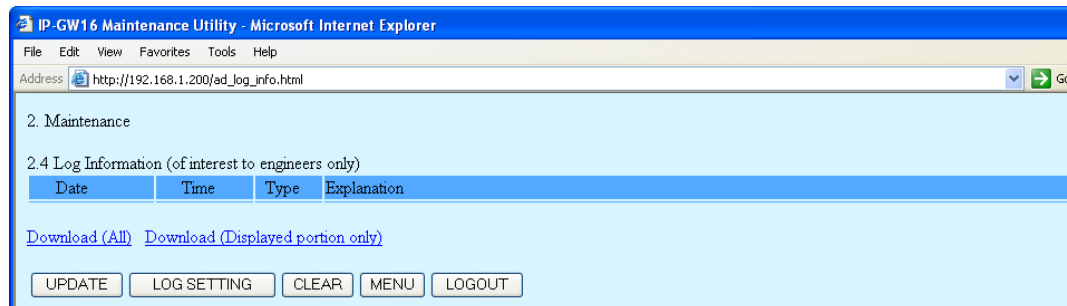 IP-GW16 Maintenance Utility - Microsoft Internet Explorer
File Edit View Favorites Tools Help
Address http://192.168.1.200/ad_log_info.html
2. Maintenance
2.4 Log Information (of interest to engineers only)
Date Time Type Explanation
Download (All) Download (Displayed portion only)
UPDATE LOG SETTING CLEAR MENU LOGOUT